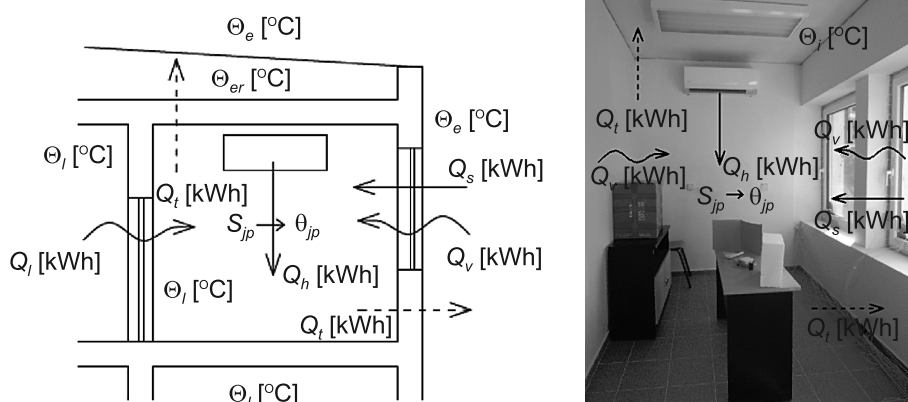 Θe [°C]
Θer [°C]
Θe [°C]
Θl [°C]
Qs [kWh]
Qt [kWh]
Sjp → θjp
Ql [kWh]
Θl [°C]
Qh [kWh]
Qv [kWh]
Qt [kWh]
Θl [°C]
Θi [°C]
Qt [kWh]
Qv [kWh]
Qv [kWh]
Qh [kWh]
Sjp → θjp
Qs [kWh]
Qt [kWh]